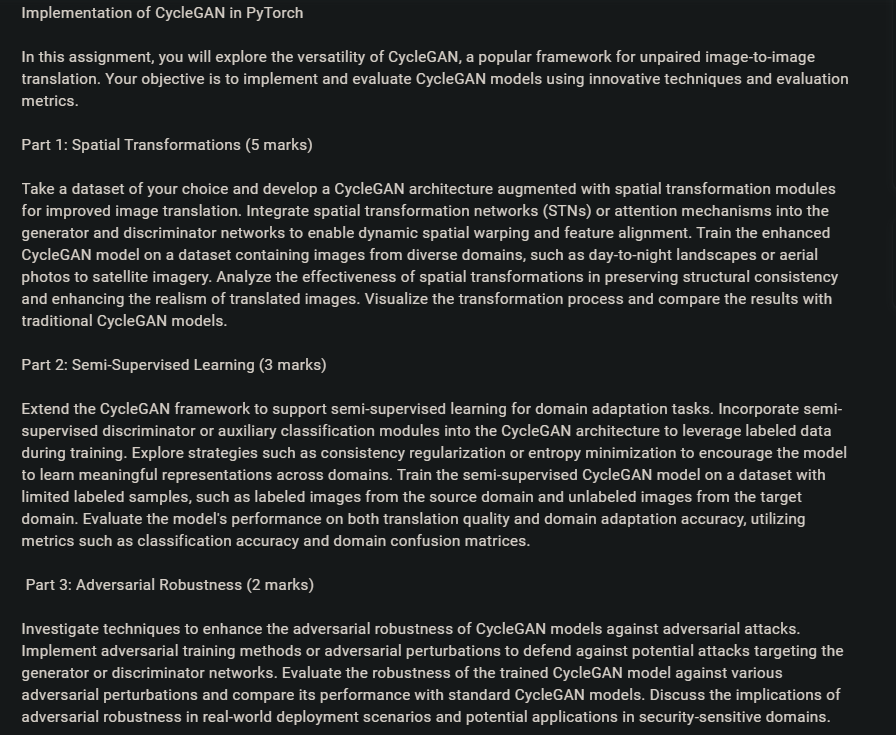 Implementation of CycleGAN in PyTorch
In this assignment, you will explore the versatility of CycleGAN, a popular framework for unpaired image-to-image
translation. Your objective is to implement and evaluate CycleGAN models using innovative techniques and evaluation
metrics.
Part 1: Spatial Transformations (5 marks)
Take a dataset of your choice and develop a CycleGAN architecture augmented with spatial transformation modules
for improved image translation. Integrate spatial transformation networks (STNs) or attention mechanisms into the
generator and discriminator networks to enable dynamic spatial warping and feature alignment. Train the enhanced
CycleGAN model on a dataset containing images from diverse domains, such as day-to-night landscapes or aerial
photos to satellite imagery. Analyze the effectiveness of spatial transformations in preserving structural consistency
and enhancing the realism of translated images. Visualize the transformation process and compare the results with
traditional CycleGAN models.
Part 2: Semi-Supervised Learning (3 marks)
Extend the CycleGAN framework to support semi-supervised learning for domain adaptation tasks. Incorporate semi-
supervised discriminator or auxiliary classification modules into the CycleGAN architecture to leverage labeled data
during training. Explore strategies such as consistency regularization or entropy minimization to encourage the model
to learn meaningful representations across domains. Train the semi-supervised CycleGAN model on a dataset with
limited labeled samples, such as labeled images from the source domain and unlabeled images from the target
domain. Evaluate the model's performance on both translation quality and domain adaptation accuracy, utilizing
metrics such as classification accuracy and domain confusion matrices.
Part 3: Adversarial Robustness (2 marks)
Investigate techniques to enhance the adversarial robustness of CycleGAN models against adversarial attacks.
Implement adversarial training methods or adversarial perturbations to defend against potential attacks targeting the
generator or discriminator networks. Evaluate the robustness of the trained CycleGAN model against various
adversarial perturbations and compare its performance with standard CycleGAN models. Discuss the implications of
adversarial robustness in real-world deployment scenarios and potential applications in security-sensitive domains.